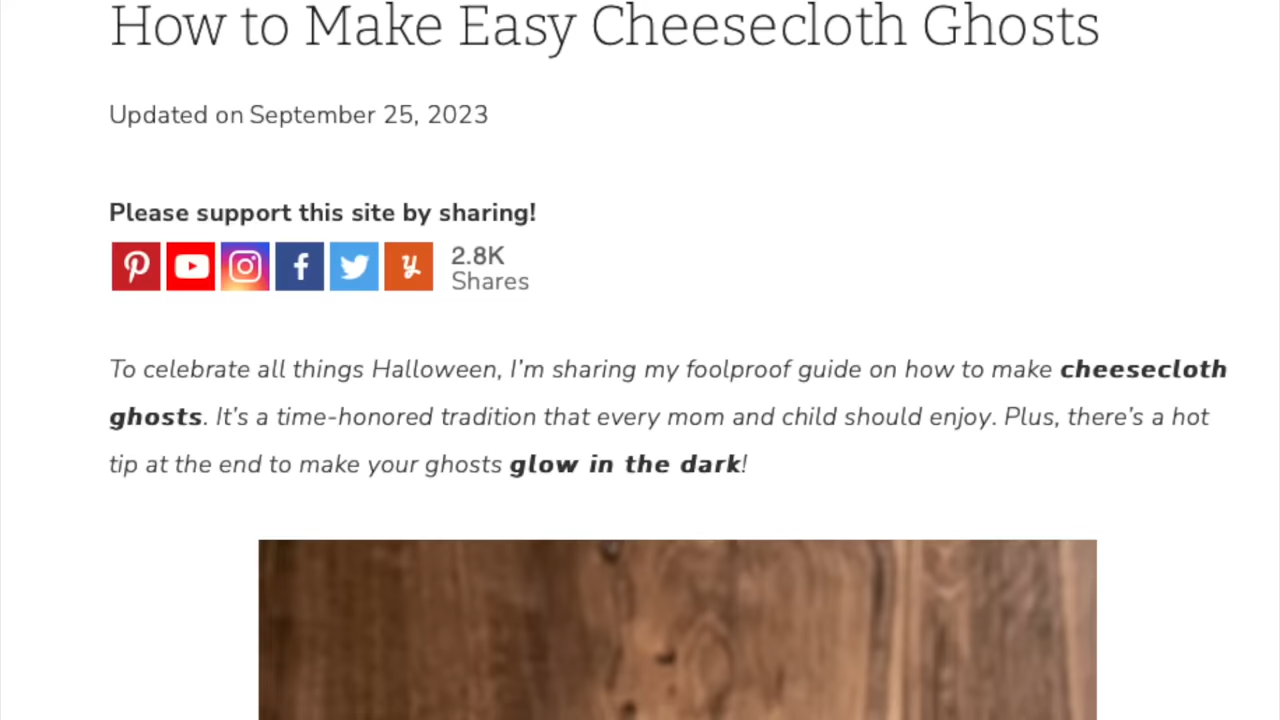 How to Make Easy Cheesecloth Ghosts
Updated on September 25, 2023
Please support this site by sharing!
2.8K
Shares
To celebrate all things Halloween, I’m sharing my foolproof guide on how to make cheesecloth
ghosts. It’s a time-honored tradition that every mom and child should enjoy. Plus, there’s a hot
tip at the end to make your ghosts glow in the dark!